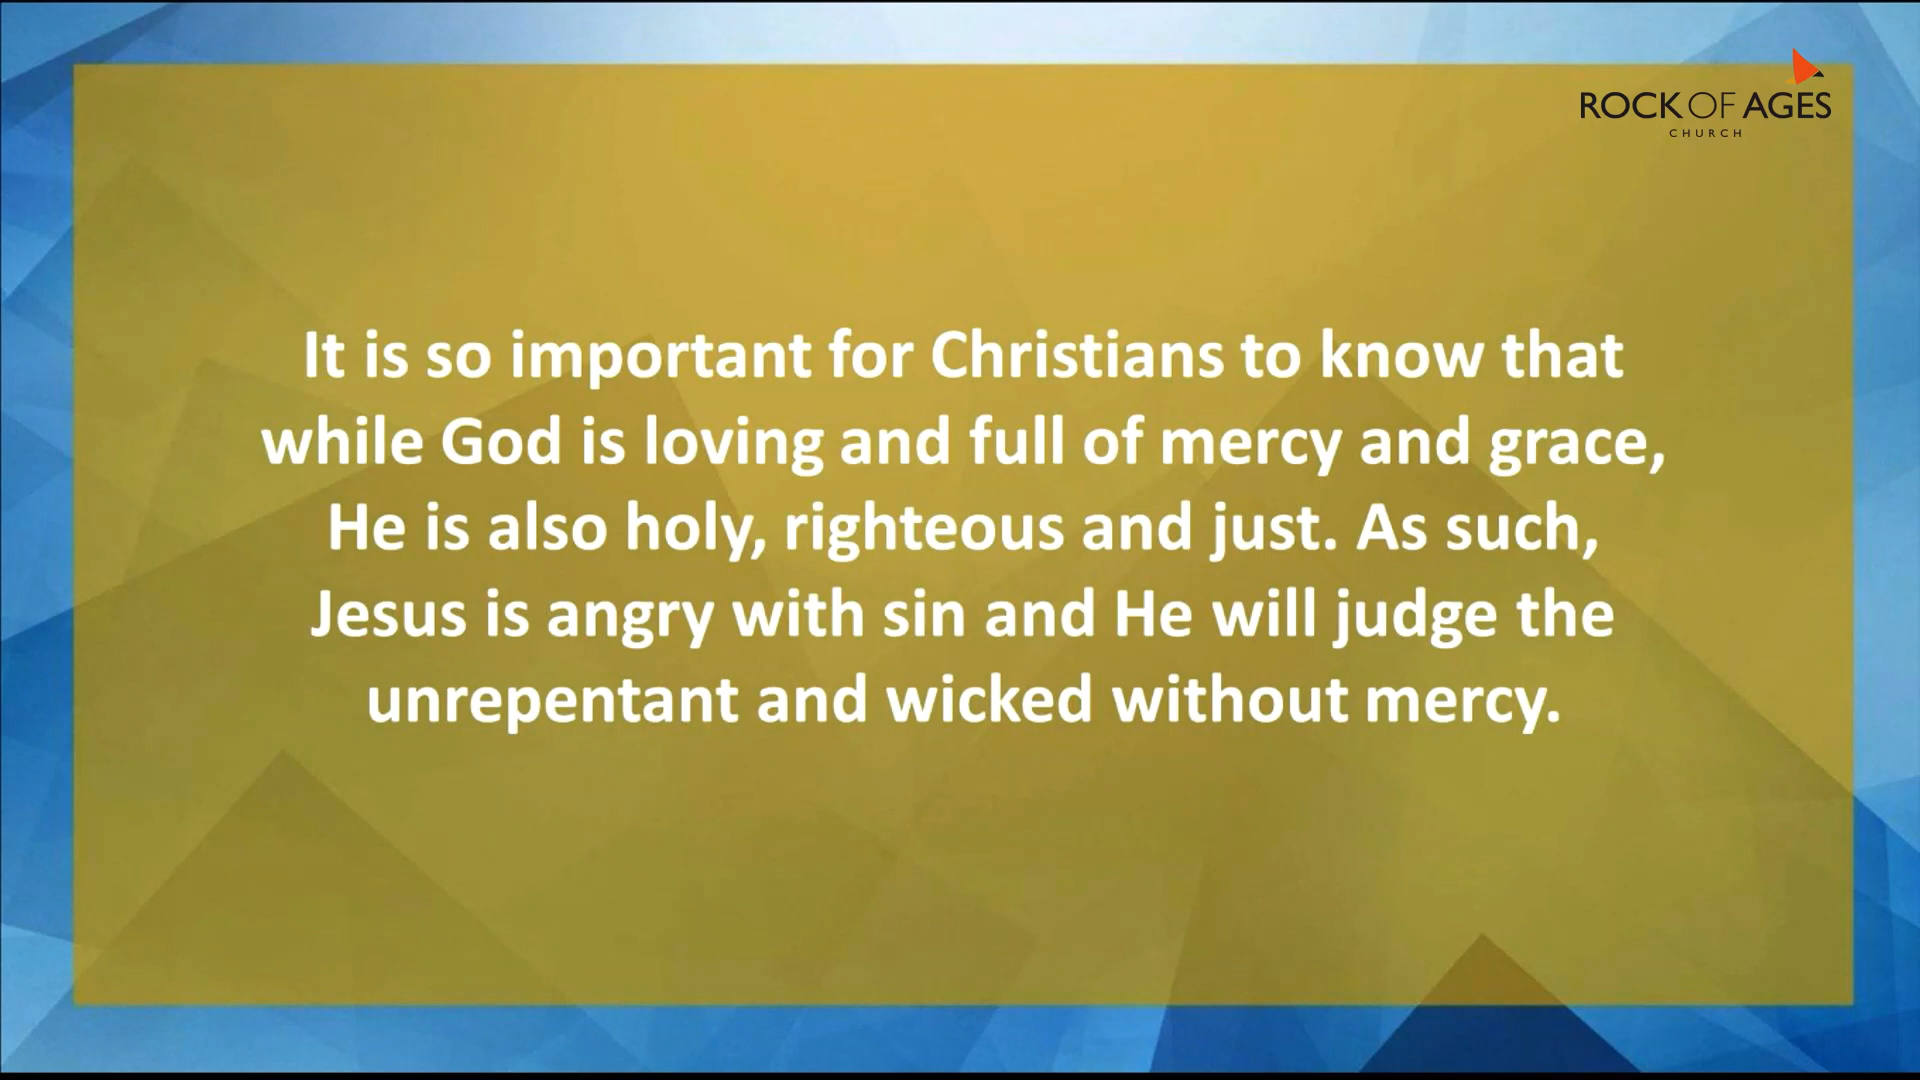 ROCK OF AGES
CHURCH
It is so important for Christians to know that
while God is loving and full of mercy and grace,
He is also holy, righteous and just. As such,
Jesus is angry with sin and He will judge the
unrepentant and wicked without mercy.